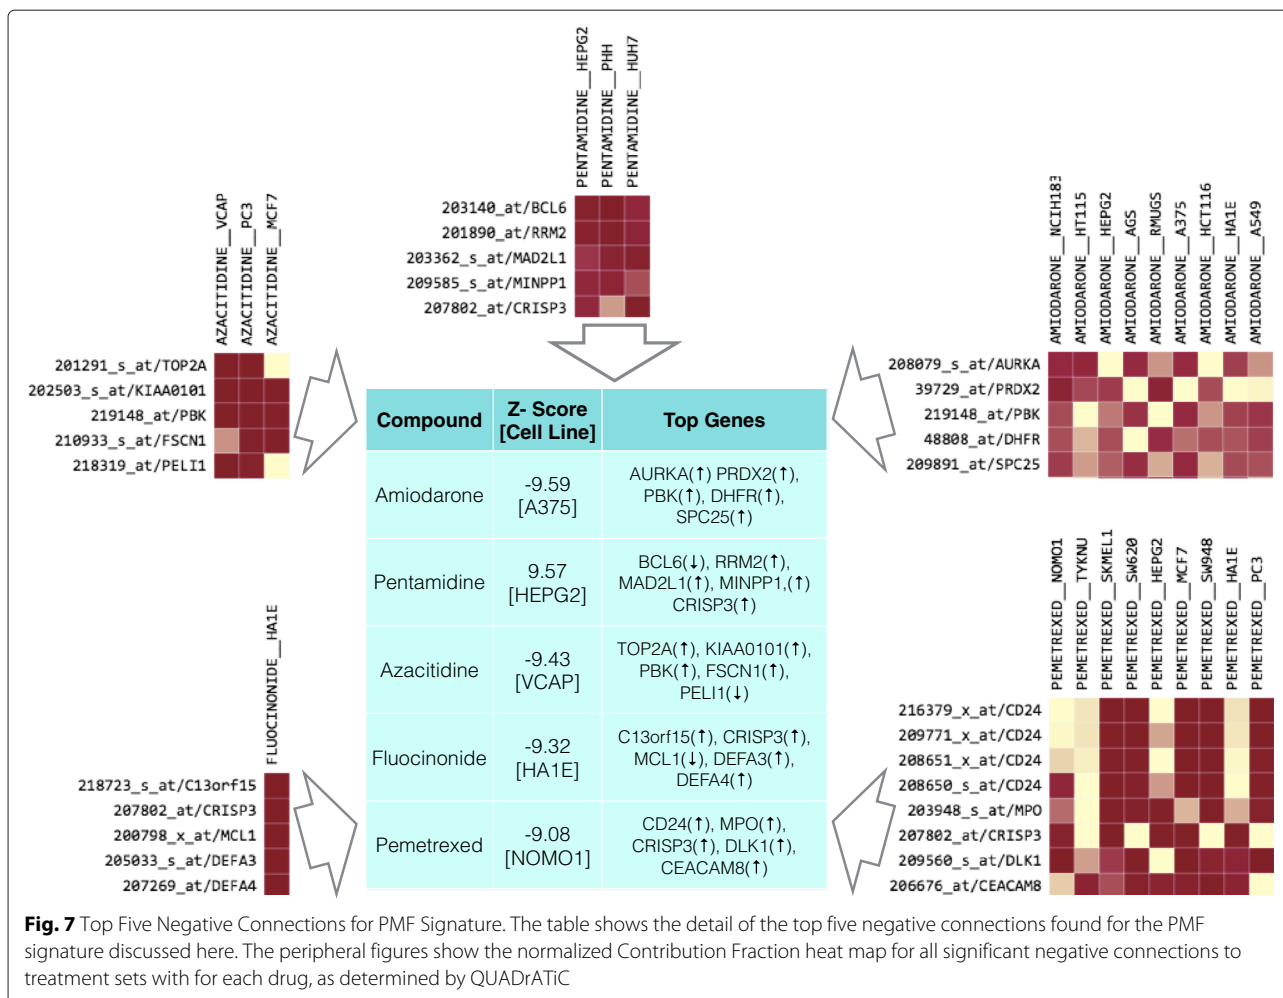 PENTAMIDINE__HEPG2
PENTAMIDINE__PHH
PENTAMIDINE__HUH7
203140_at/BCL6
201890_at/RRM2
203362_s_at/MAD2L1
209585_s_at/MINPP1
207802_at/CRISP3
AZACITIDINE__VCAP
AZACITIDINE__PC3
AZACITIDINE__MCF7
201291_s_at/TOP2A
202503_s_at/KIAA0101
219148_at/PBK
210933_s_at/FSCN1
218319_at/PELI1
AMIODARONE__NCIH183
AMIODARONE__HT115
AMIODARONE__HEPG2
AMIODARONE__AGS
AMIODARONE__RMUGS
AMIODARONE__A375
AMIODARONE__HCT116
AMIODARONE__HA1E
AMIODARONE__A549
208079_s_at/AURKA
39729_at/PRDX2
219148_at/PBK
48808_at/DHFR
209891_at/SPC25
Compound
Z- Score
[Cell Line]
Top Genes
Amiodarone
-9.59
[A375]
AURKA(↑) PRDX2(↑),
PBK(↑), DHFR(↑),
SPC25(↑)
Pentamidine
9.57
[HEPG2]
BCL6(↓), RRM2(↑),
MAD2L1(↑), MINPP1,(↑)
CRISP3(↑)
Azacitidine
-9.43
[VCAP]
TOP2A(↑), KIAA0101(↑),
PBK(↑), FSCN1(↑),
PELI1(↓)
Fluocinonide
-9.32
[HA1E]
C13orf15(↑), CRISP3(↑),
MCL1(↓), DEFA3(↑),
DEFA4(↑)
Pemetrexed
-9.08
[NOMO1]
CD24(↑), MPO(↑),
CRISP3(↑), DLK1(↑),
CEACAM8(↑)
FLUOCINONIDE__HA1E
218723_s_at/C13orf15
207802_at/CRISP3
200798_x_at/MCL1
205033_s_at/DEFA3
207269_at/DEFA4
PEMETREXED__NOMO1
PEMETREXED__TYKNU
PEMETREXED__SKMEL1
PEMETREXED__SW620
PEMETREXED__HEPG2
PEMETREXED__MCF7
PEMETREXED__SW948
PEMETREXED__HA1E
PEMETREXED__PC3
216379_x_at/CD24
209771_x_at/CD24
208651_x_at/CD24
208650_s_at/CD24
203948_s_at/MPO
207802_at/CRISP3
209560_s_at/DLK1
206676_at/CEACAM8
Fig. 7 Top Five Negative Connections for PMF Signature. The table shows the detail of the top five negative connections found for the PMF
signature discussed here. The peripheral figures show the normalized Contribution Fraction heat map for all significant negative connections to
treatment sets with for each drug, as determined by QUADrATiC